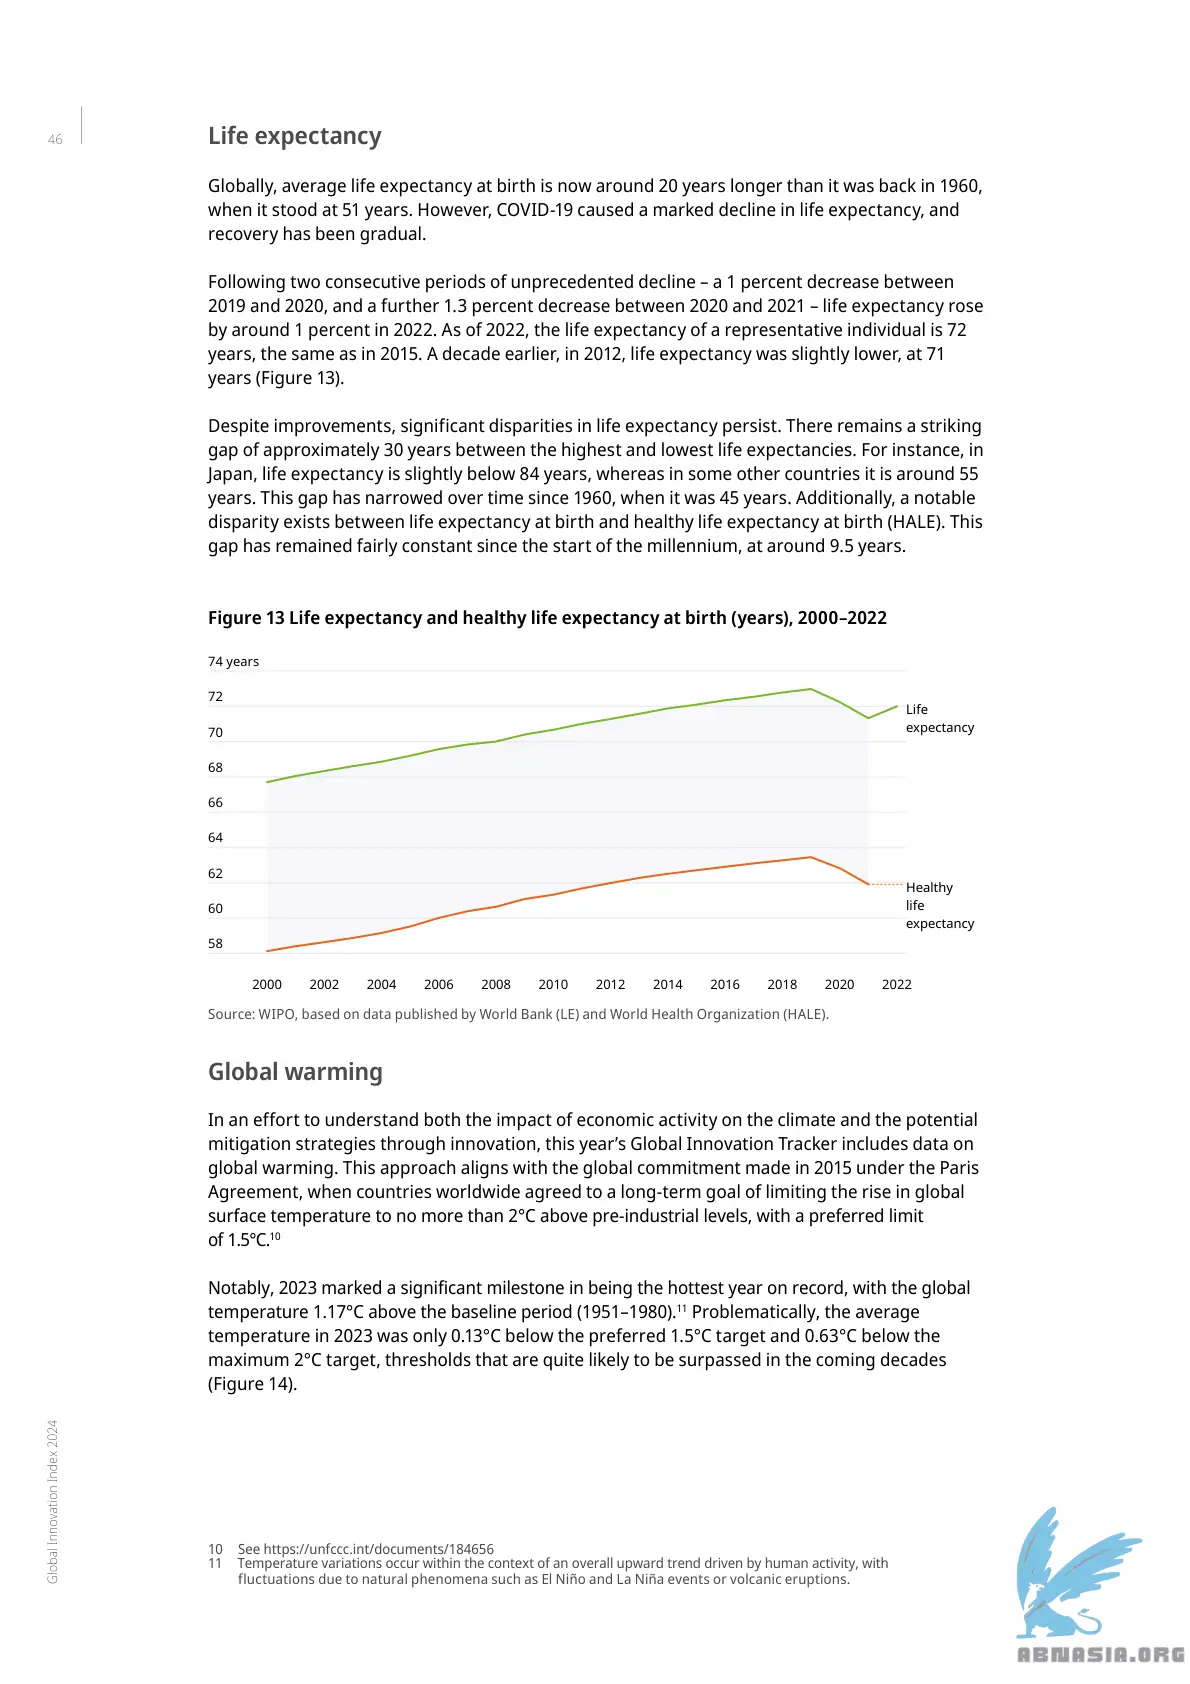 46
Life expectancy
Globally, average life expectancy at birth is now around 20 years longer than it was back in 1960,
when it stood at 51 years. However, COVID-19 caused a marked decline in life expectancy, and
recovery has been gradual.
Following two consecutive periods of unprecedented decline – a 1 percent decrease between
2019 and 2020, and a further 1.3 percent decrease between 2020 and 2021 – life expectancy rose
by around 1 percent in 2022. As of 2022, the life expectancy of a representative individual is 72
years, the same as in 2015. A decade earlier, in 2012, life expectancy was slightly lower, at 71
years (Figure 13).
Despite improvements, significant disparities in life expectancy persist. There remains a striking
gap of approximately 30 years between the highest and lowest life expectancies. For instance, in
Japan, life expectancy is slightly below 84 years, whereas in some other countries it is around 55
years. This gap has narrowed over time since 1960, when it was 45 years. Additionally, a notable
disparity exists between life expectancy at birth and healthy life expectancy at birth (HALE). This
gap has remained fairly constant since the start of the millennium, at around 9.5 years.
Figure 13 Life expectancy and healthy life expectancy at birth (years), 2000–2022
74 years
72
70
68
66
64
62
60
58
Life
expectancy
Healthy
life
expectancy
2000 2002 2004 2006 2008 2010 2012 2014 2016 2018 2020 2022
Source: WIPO, based on data published by World Bank (LE) and World Health Organization (HALE).
Global warming
In an effort to understand both the impact of economic activity on the climate and the potential
mitigation strategies through innovation, this year’s Global Innovation Tracker includes data on
global warming. This approach aligns with the global commitment made in 2015 under the Paris
Agreement, when countries worldwide agreed to a long-term goal of limiting the rise in global
surface temperature to no more than 2°C above pre-industrial levels, with a preferred limit
of 1.5°C.10
Notably, 2023 marked a significant milestone in being the hottest year on record, with the global
temperature 1.17°C above the baseline period (1951–1980).11 Problematically, the average
temperature in 2023 was only 0.13°C below the preferred 1.5°C target and 0.63°C below the
maximum 2°C target, thresholds that are quite likely to be surpassed in the coming decades
(Figure 14).
Global Innovation Index 2024
10 See https://unfccc.int/documents/184656
11 Temperature variations occur within the context of an overall upward trend driven by human activity, with
fluctuations due to natural phenomena such as El Niño and La Niña events or volcanic eruptions.
ABNASIA.ORG